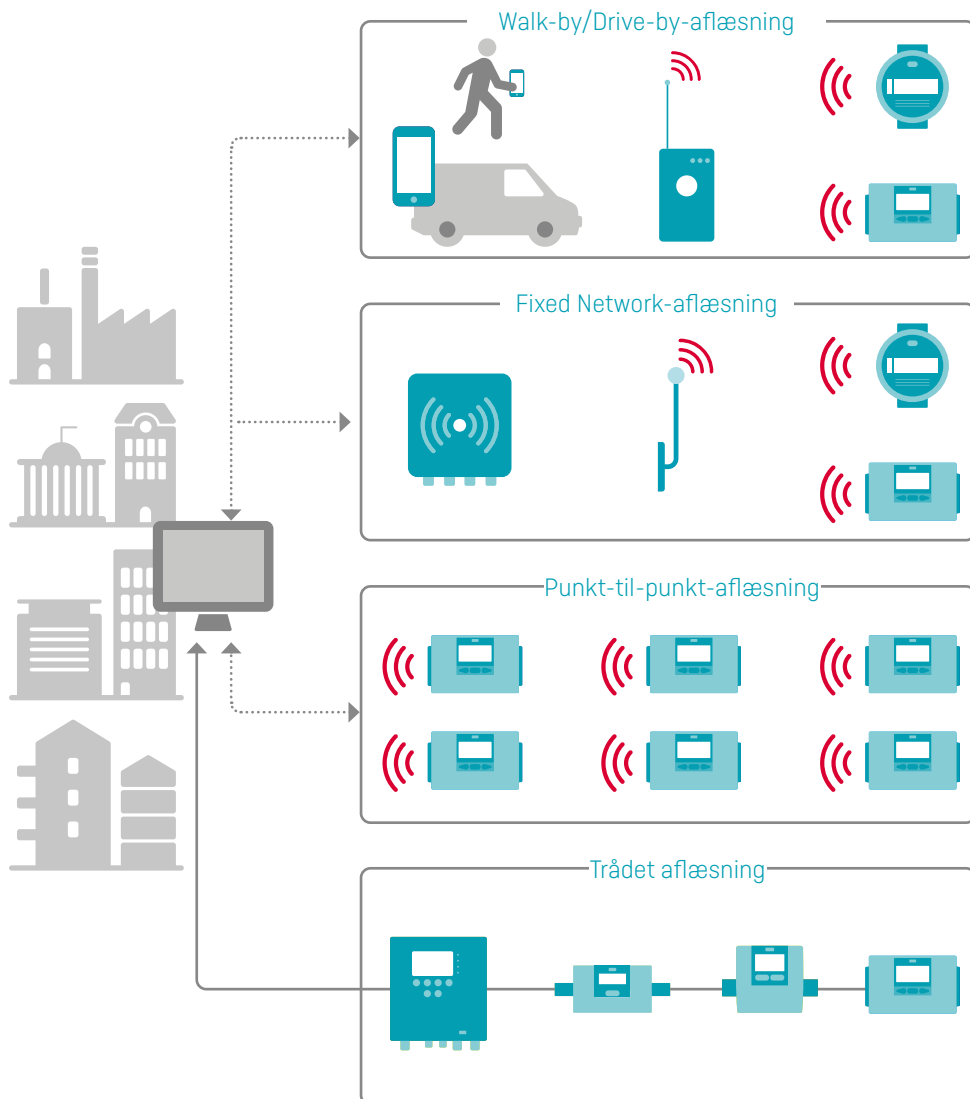 Walk-by/Drive-by-aflæsning
Fixed Network-aflæsning
Punkt-til-punkt-aflæsning
Trådet aflæsning